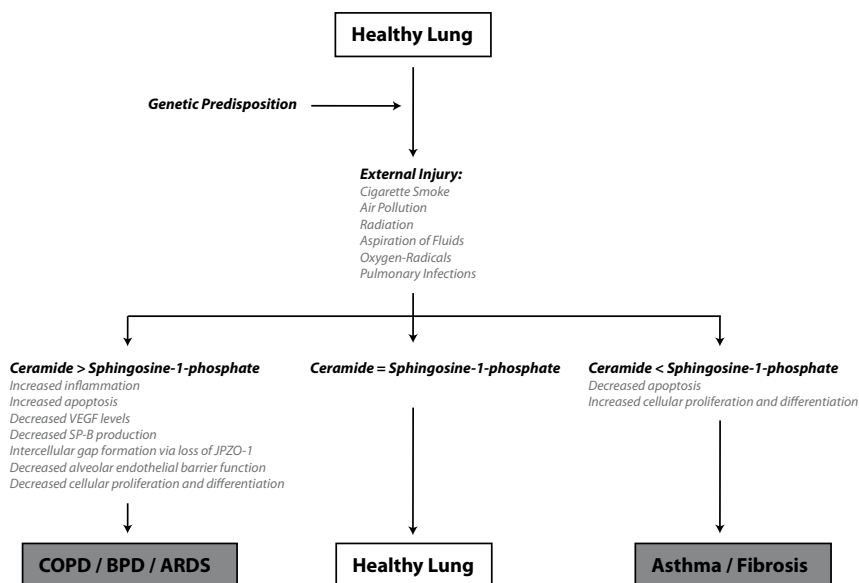 Healthy Lung
Genetic Predisposition
External Injury:
Cigarette Smoke
Air Pollution
Radiation
Aspiration of Fluids
Oxygen-Radicals
Pulmonary Infections
Ceramide > Sphingosine-1-phosphate
Increased inflammation
Increased apoptosis
Decreased VEGF levels
Decreased SP-B production
Intercellular gap formation via loss of JPZO-1
Decreased alveolar endothelial barrier function
Decreased cellular proliferation and differentiation
Ceramide = Sphingosine-1-phosphate
Ceramide < Sphingosine-1-phosphate
Decreased apoptosis
Increased cellular proliferation and differentiation
COPD / BPD / ARDS
Healthy Lung
Asthma / Fibrosis